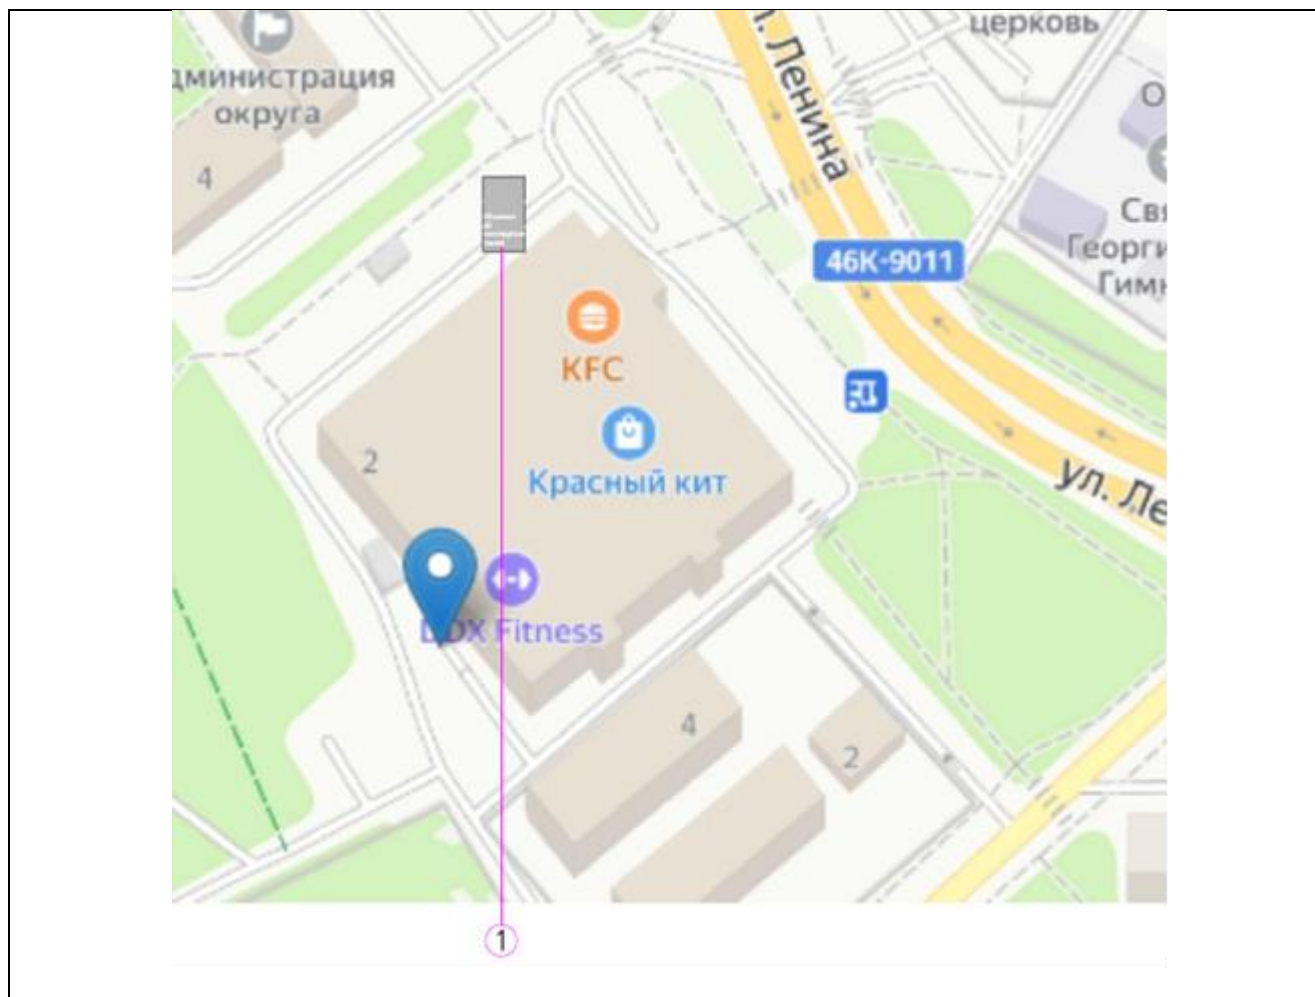 церковь
л. Ленина
дминистрация
округа
4
О
Свя
Георги
Гимн
46К-9011
KFC
2
Красный кит
ул. Ле
DDX Fitness
4
2
1